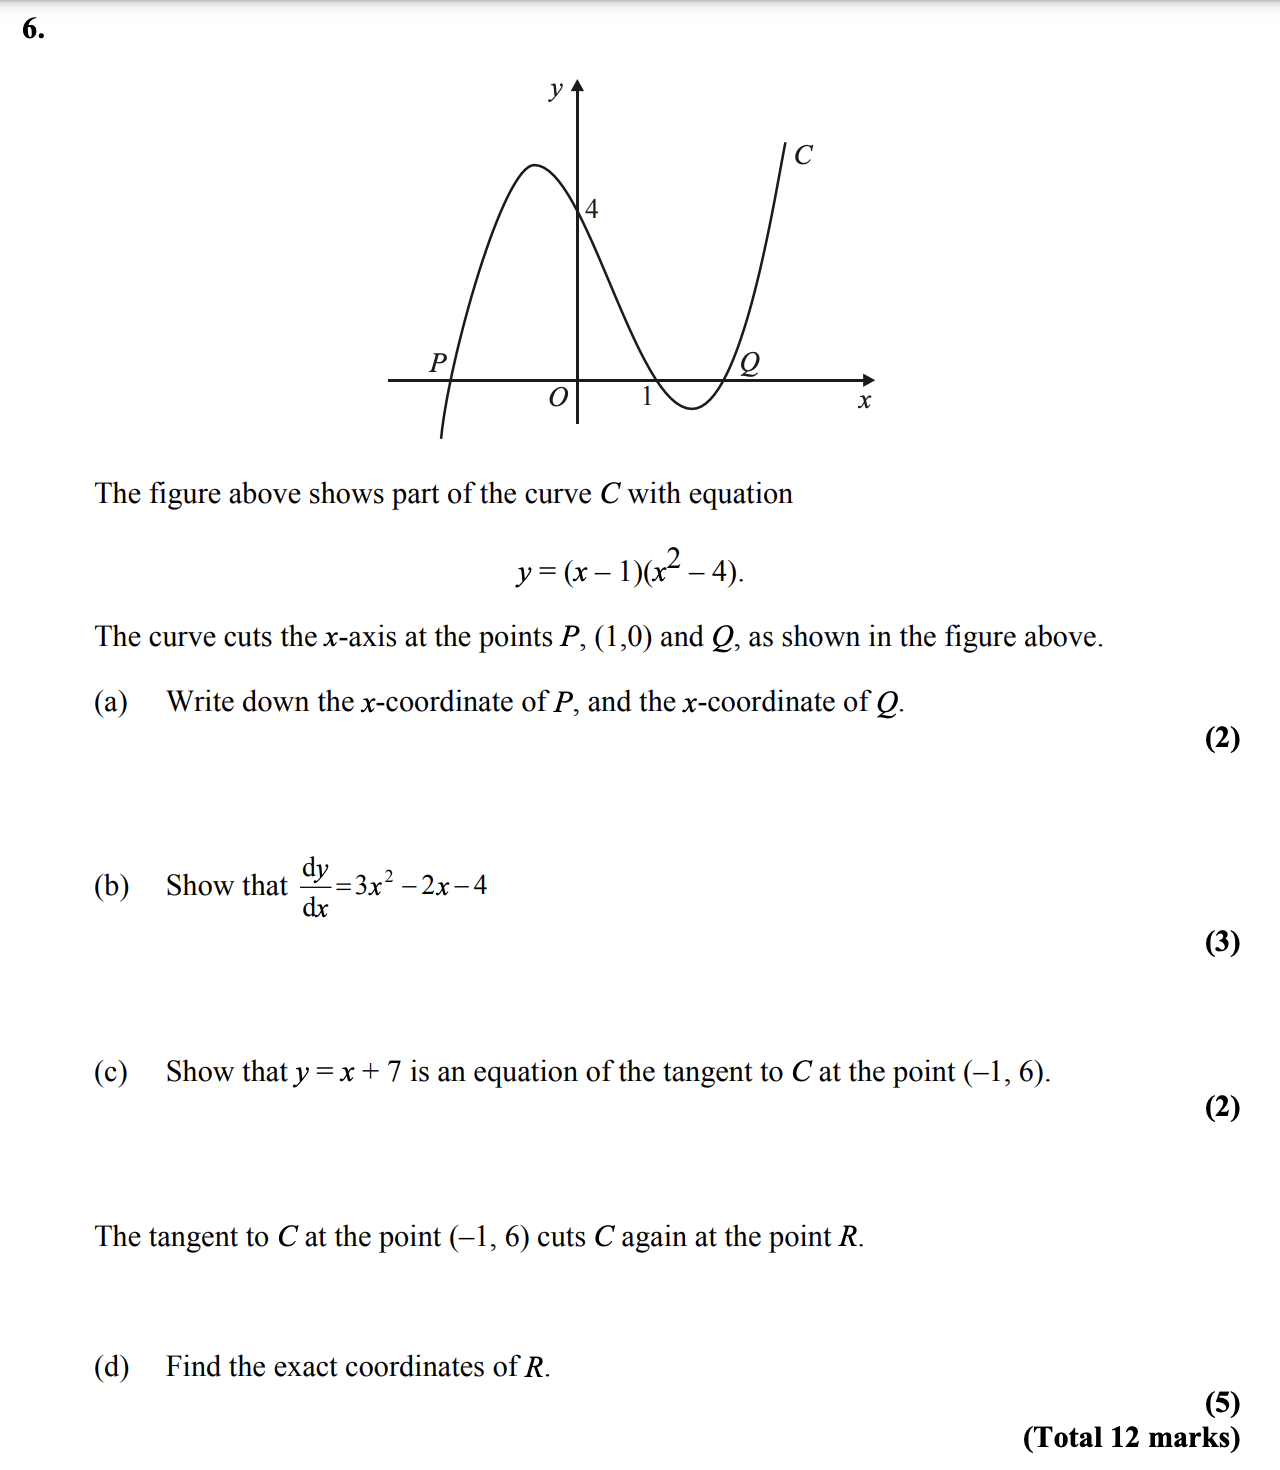 6.
y
C
4
P
Q
O
1
x
The figure above shows part of the curve C with equation
y = (x – 1)(x² – 4).
The curve cuts the x-axis at the points P, (1,0) and Q, as shown in the figure above.
(a) Write down the x-coordinate of P, and the x-coordinate of Q.
(2)
(b) Show that dy/dx = 3x² – 2x – 4
(3)
(c) Show that y = x + 7 is an equation of the tangent to C at the point (–1, 6).
(2)
The tangent to C at the point (–1, 6) cuts C again at the point R.
(d) Find the exact coordinates of R.
(5)
(Total 12 marks)